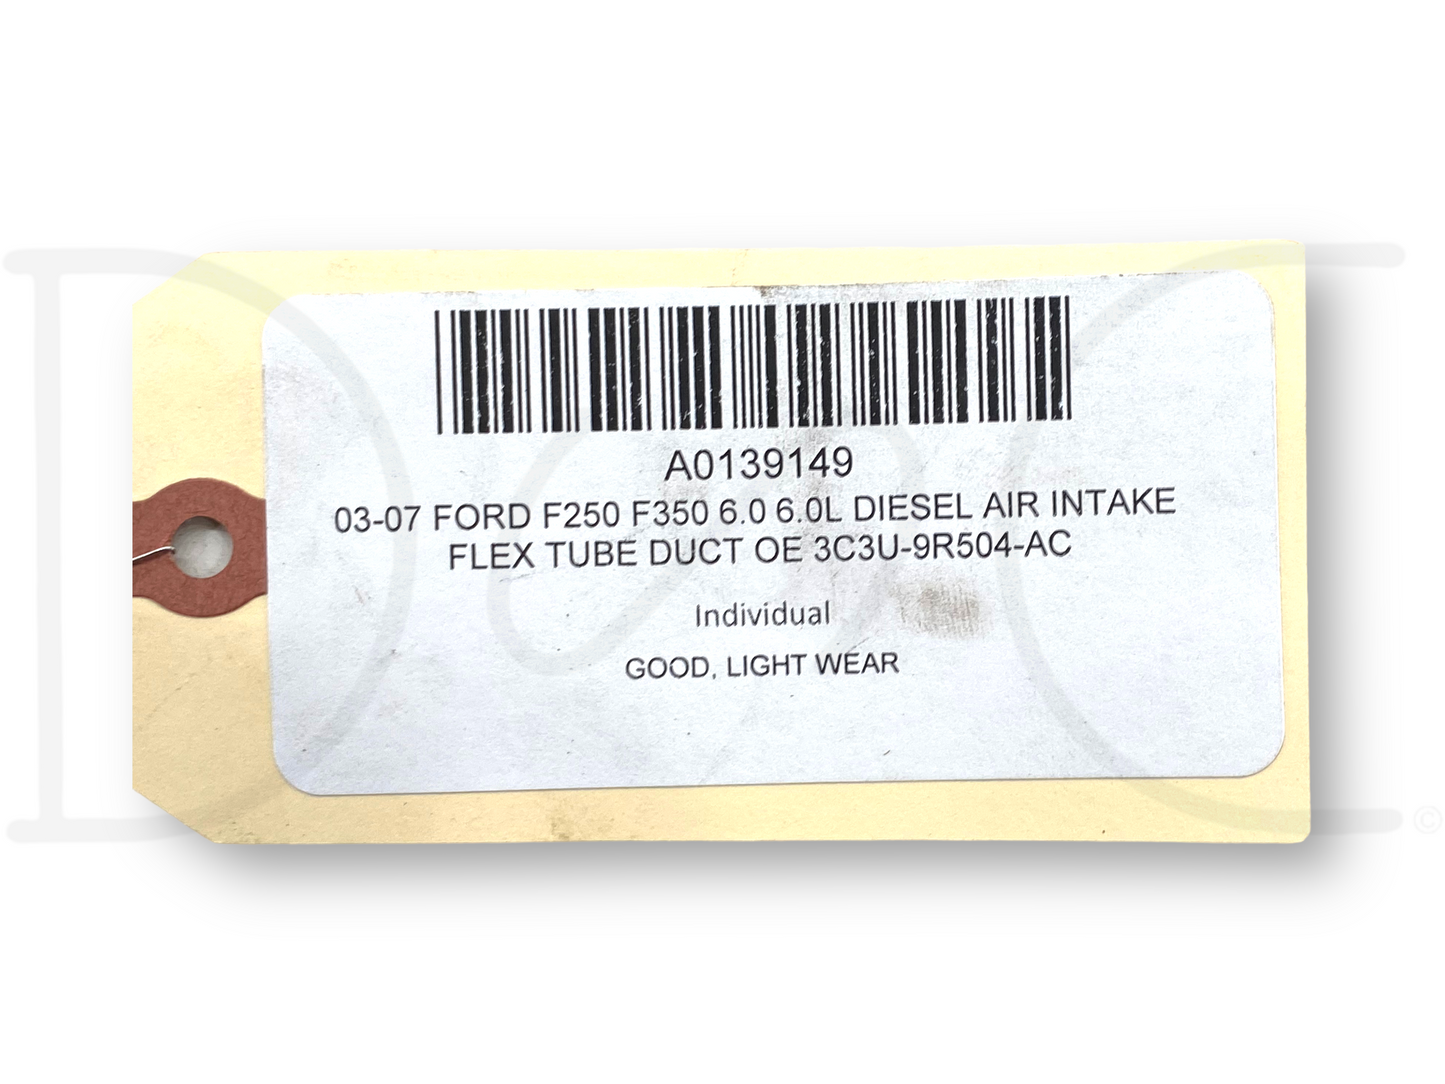 A0139149
03-07 FORD F250 F350 6.0 6.0L DIESEL AIR INTAKE
FLEX TUBE DUCT OE 3C3U-9R504-AC
Individual
GOOD, LIGHT WEAR
©